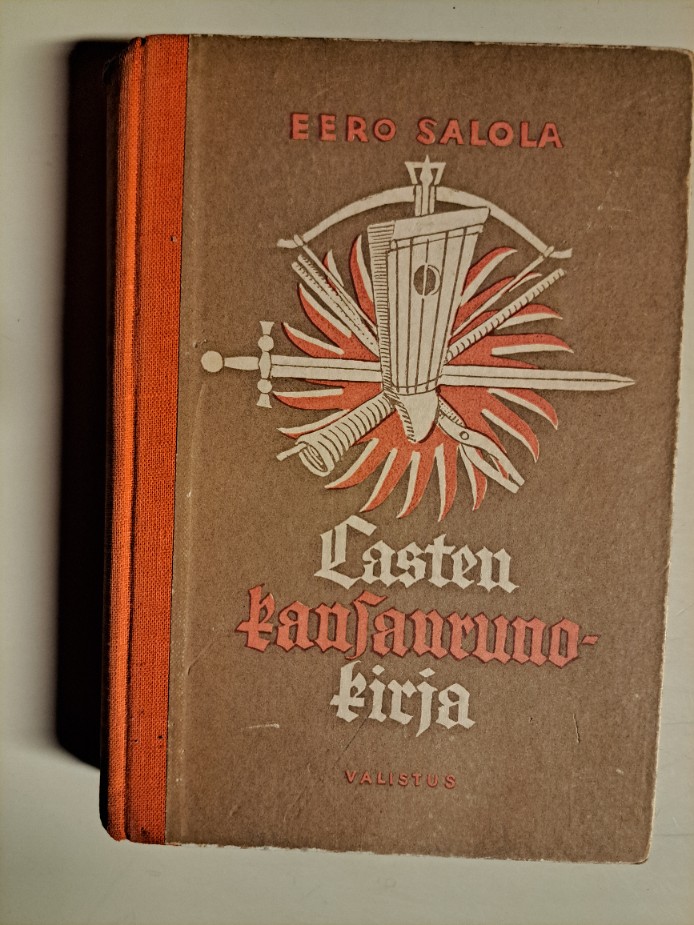 EERO SALOLA
Lasten
kansanruno-
kirja
VALISTUS